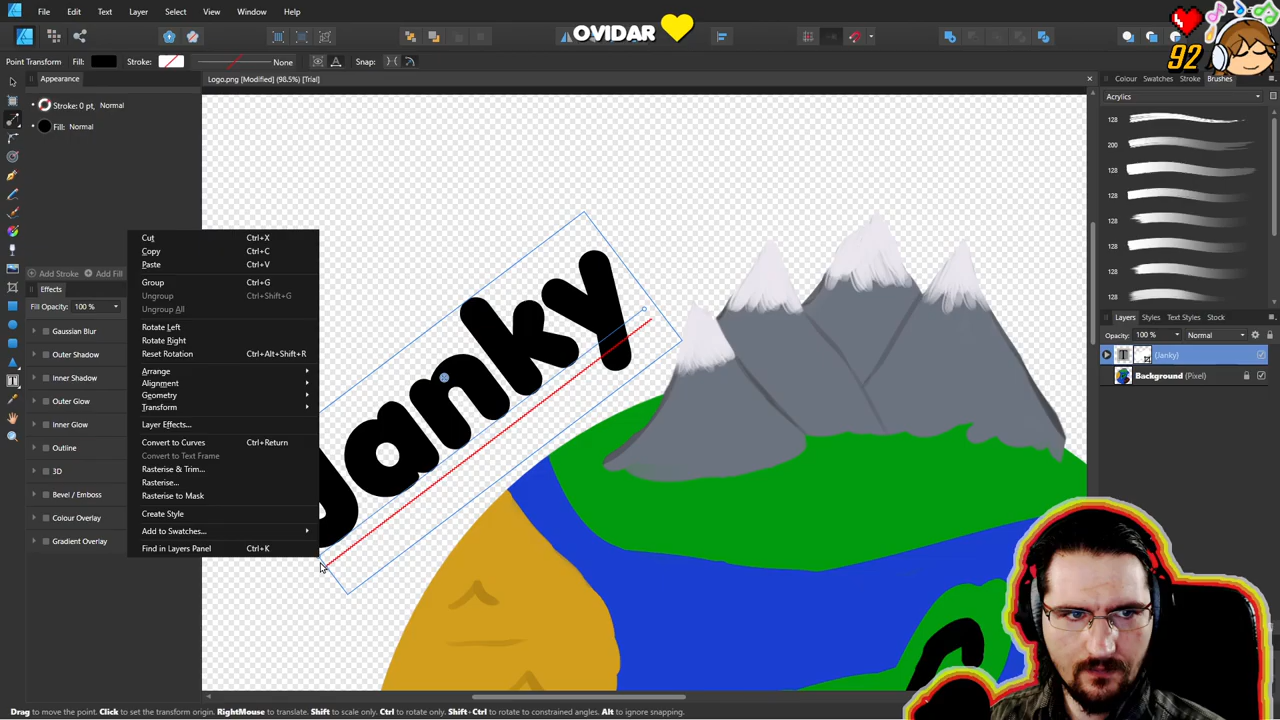 File Edit Text Layer Select View Window Help
OVIDAR
92
Point Transform Fill: Stroke: None Snap:
Appearance
Logo.png [Modified] (98.5%) [Trial]
Colour Swatches Stroke Brushes
Acrylics
Stroke: 0 pt, Normal
Fill: Normal
128
200
128
128
128
128
128
Add Stroke Add Fill
Effects
Fill Opacity: 100 %
Gaussian Blur
Outer Shadow
Inner Shadow
Outer Glow
Inner Glow
Outline
3D
Bevel / Emboss
Colour Overlay
Gradient Overlay
Cut Ctrl+X
Copy Ctrl+C
Paste Ctrl+V
Group Ctrl+G
Ungroup Ctrl+Shift+G
Ungroup All
Rotate Left
Rotate Right
Reset Rotation Ctrl+Alt+Shift+R
Arrange
Alignment
Geometry
Transform
Layer Effects...
Convert to Curves Ctrl+Return
Convert to Text Frame
Rasterise & Trim...
Rasterise...
Rasterise to Mask
Create Style
Add to Swatches...
Find in Layers Panel Ctrl+K
Janky
Layers Styles Text Styles Stock
Opacity: 100 % Normal
(Janky)
Background (Pixel)
Drag to move the point. Click to set the transform origin. RightMouse to translate. Shift to scale only. Ctrl to rotate only. Shift+Ctrl to rotate to constrained angles. Alt to ignore snapping.